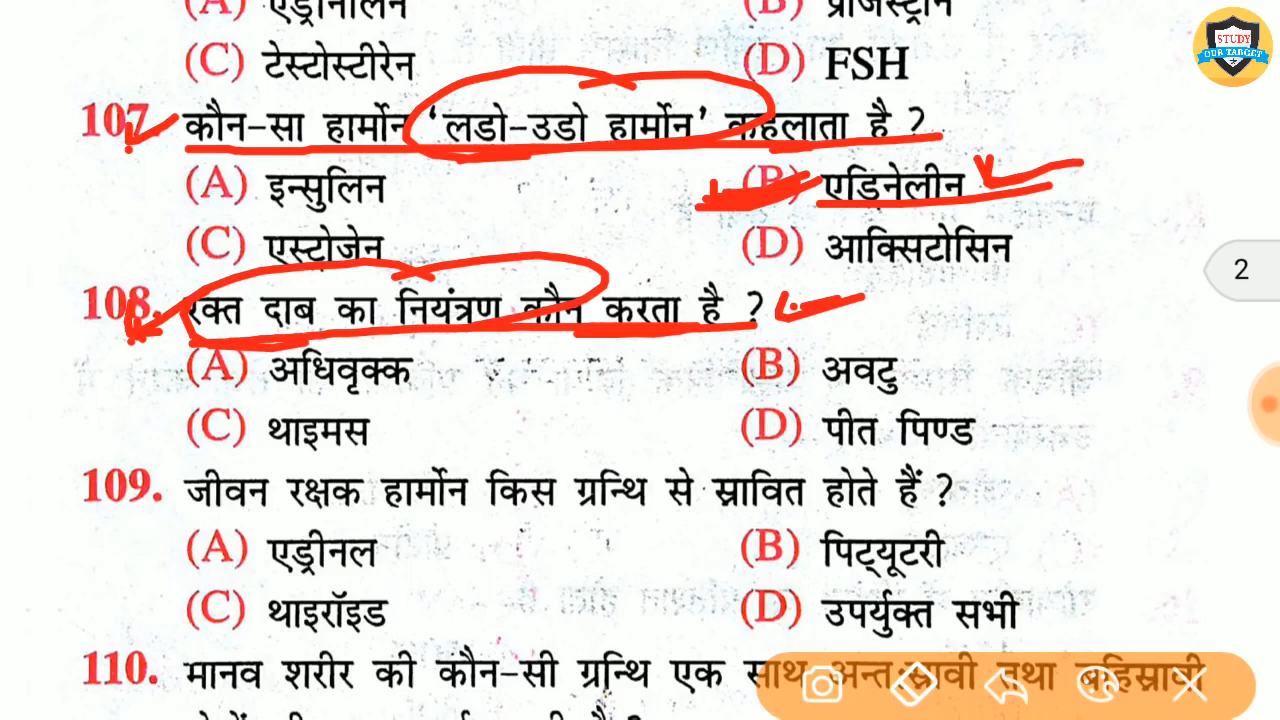 (A) एड्रीनलिन (B) प्रोजेस्ट्रॉन
(C) टेस्टोस्टीरेन (D) FSH
107. कौन-सा हार्मोन ‘लडो-उडो हार्मोन’ कहलाता है ?
(A) इन्सुलिन (B) एड्रिनेलीन
(C) एस्ट्रोजेन (D) आक्सिटोसिन
108. रक्त दाब का नियंत्रण कौन करता है ?
(A) अधिवृक्क (B) अवटु
(C) थाइमस (D) पीत पिण्ड
109. जीवन रक्षक हार्मोन किस ग्रन्थि से स्रावित होते हैं ?
(A) एड्रीनल (B) पिट्यूटरी
(C) थाइरॉइड (D) उपर्युक्त सभी
110. मानव शरीर की कौन-सी ग्रन्थि एक साथ अन्तःस्रावी तथा बहिस्रावी
STUDY
OUR TARGET
2